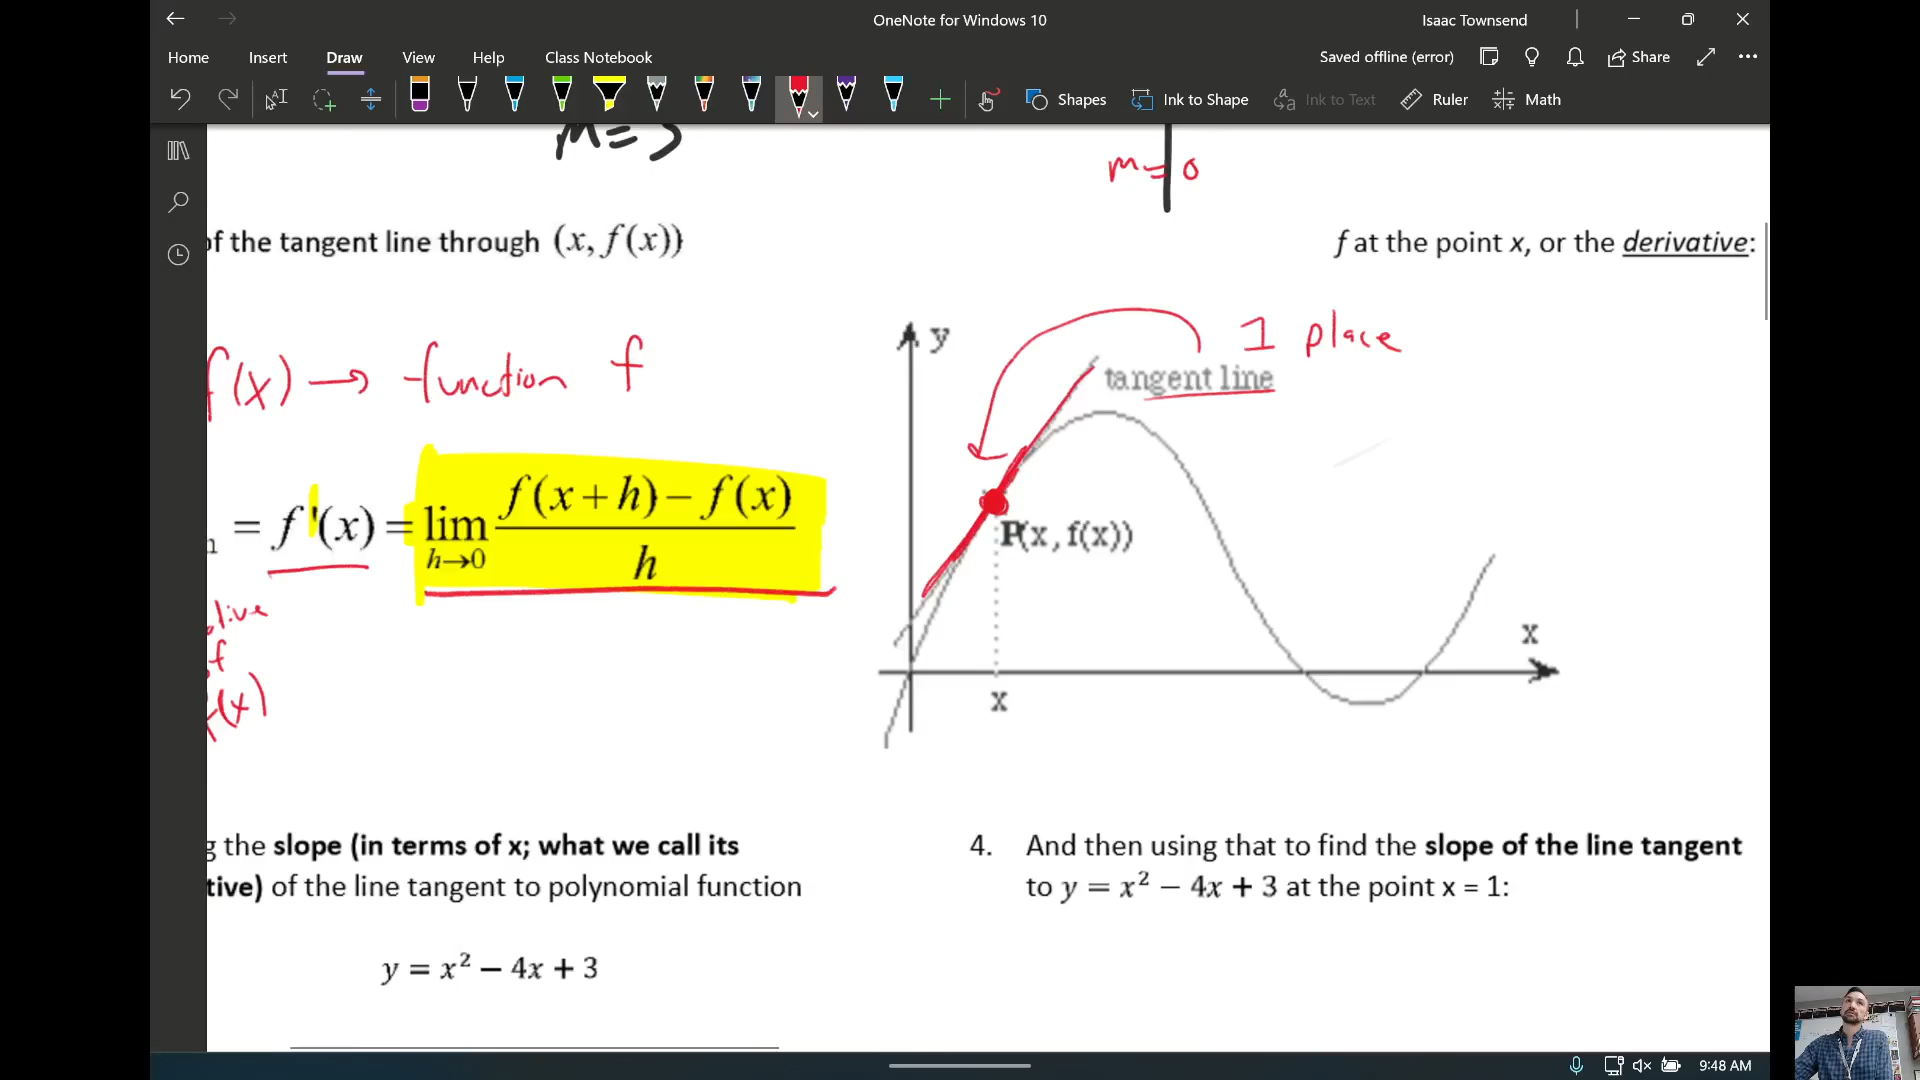 OneNote for Windows 10
Isaac Townsend
Home Insert Draw View Help Class Notebook
Saved offline (error) Share
Shapes Ink to Shape Ink to Text Ruler Math
m = 0
of the tangent line through (x, f(x))
f at the point x, or the derivative:
y
1 place
tangent line
f(x) → function f
= f'(x) = lim h→0 f(x+h) − f(x) / h
P(x, f(x))
x
x
f
(x)
g the slope (in terms of x; what we call its
tive) of the line tangent to polynomial function
y = x² − 4x + 3
4. And then using that to find the slope of the line tangent
to y = x² − 4x + 3 at the point x = 1:
9:48 AM